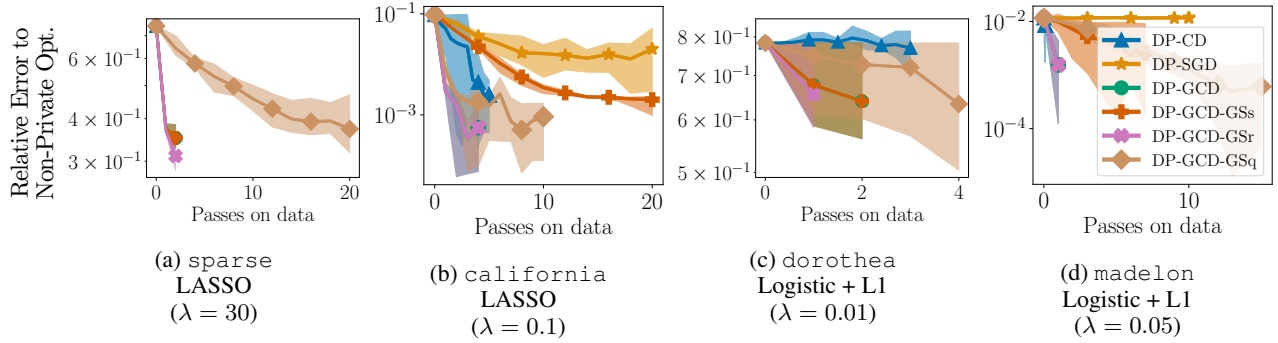 Relative Error to
Non-Private Opt.
6 × 10⁻¹
4 × 10⁻¹
3 × 10⁻¹
0
10
20
Passes on data
10⁻¹
10⁻³
0
20
Passes on data
8 × 10⁻¹
7 × 10⁻¹
6 × 10⁻¹
5 × 10⁻¹
0
2
4
Passes on data
10⁻²
10⁻⁴
0
10
Passes on data
DP-CD
DP-SGD
DP-GCD
DP-GCD-GSs
DP-GCD-GSr
DP-GCD-GSq
(a) sparse
LASSO
(λ = 30)
(b) california
LASSO
(λ = 0.1)
(c) dorothea
Logistic + L1
(λ = 0.01)
(d) madelon
Logistic + L1
(λ = 0.05)